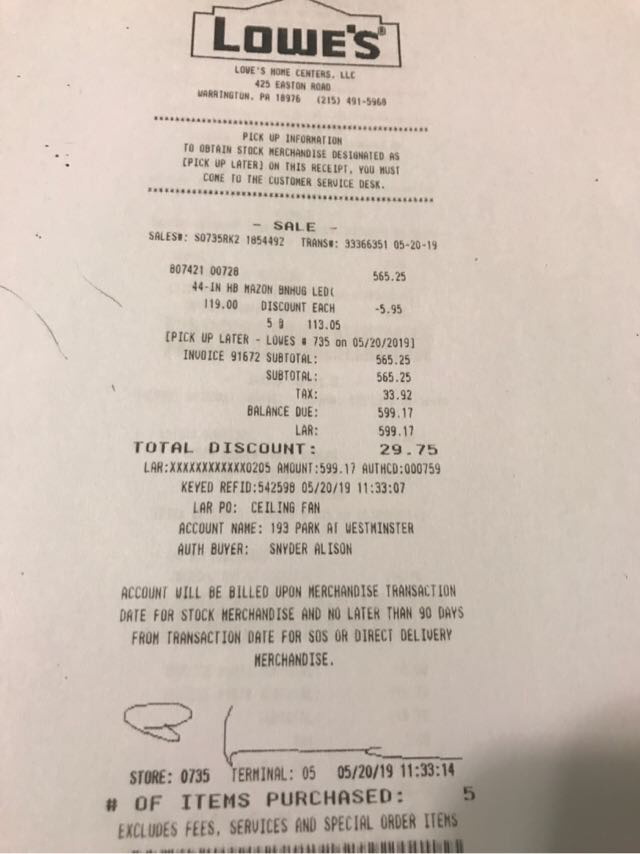 LOWE'S®
LOWE'S HOME CENTERS, LLC
425 EASTON ROAD
WARRINGTON, PA 18976 (215) 491-5968
PICK UP INFORMATION
TO OBTAIN STOCK MERCHANDISE DESIGNATED AS
[PICK UP LATER] ON THIS RECEIPT, YOU MUST
COME TO THE CUSTOMER SERVICE DESK.
- SALE -
SALES#: S0735RK2 1854492 TRANS#: 33366351 05-20-19
807421 00728 565.25
44-IN HB MAZON BNHUG LED(
119.00 DISCOUNT EACH -5.95
5 @ 113.05
[PICK UP LATER - LOWES # 735 on 05/20/2019]
INVOICE 91672 SUBTOTAL: 565.25
SUBTOTAL: 565.25
TAX: 33.92
BALANCE DUE: 599.17
LAR: 599.17
TOTAL DISCOUNT: 29.75
LAR:XXXXXXXXXXXX0205 AMOUNT:599.17 AUTHCD:000759
KEYED REFID:542598 05/20/19 11:33:07
LAR PO: CEILING FAN
ACCOUNT NAME: 193 PARK AT WESTMINSTER
AUTH BUYER: SNYDER ALISON
ACCOUNT WILL BE BILLED UPON MERCHANDISE TRANSACTION
DATE FOR STOCK MERCHANDISE AND NO LATER THAN 90 DAYS
FROM TRANSACTION DATE FOR SOS OR DIRECT DELIVERY
MERCHANDISE.
STORE: 0735 TERMINAL: 05 05/20/19 11:33:14
# OF ITEMS PURCHASED: 5
EXCLUDES FEES, SERVICES AND SPECIAL ORDER ITEMS